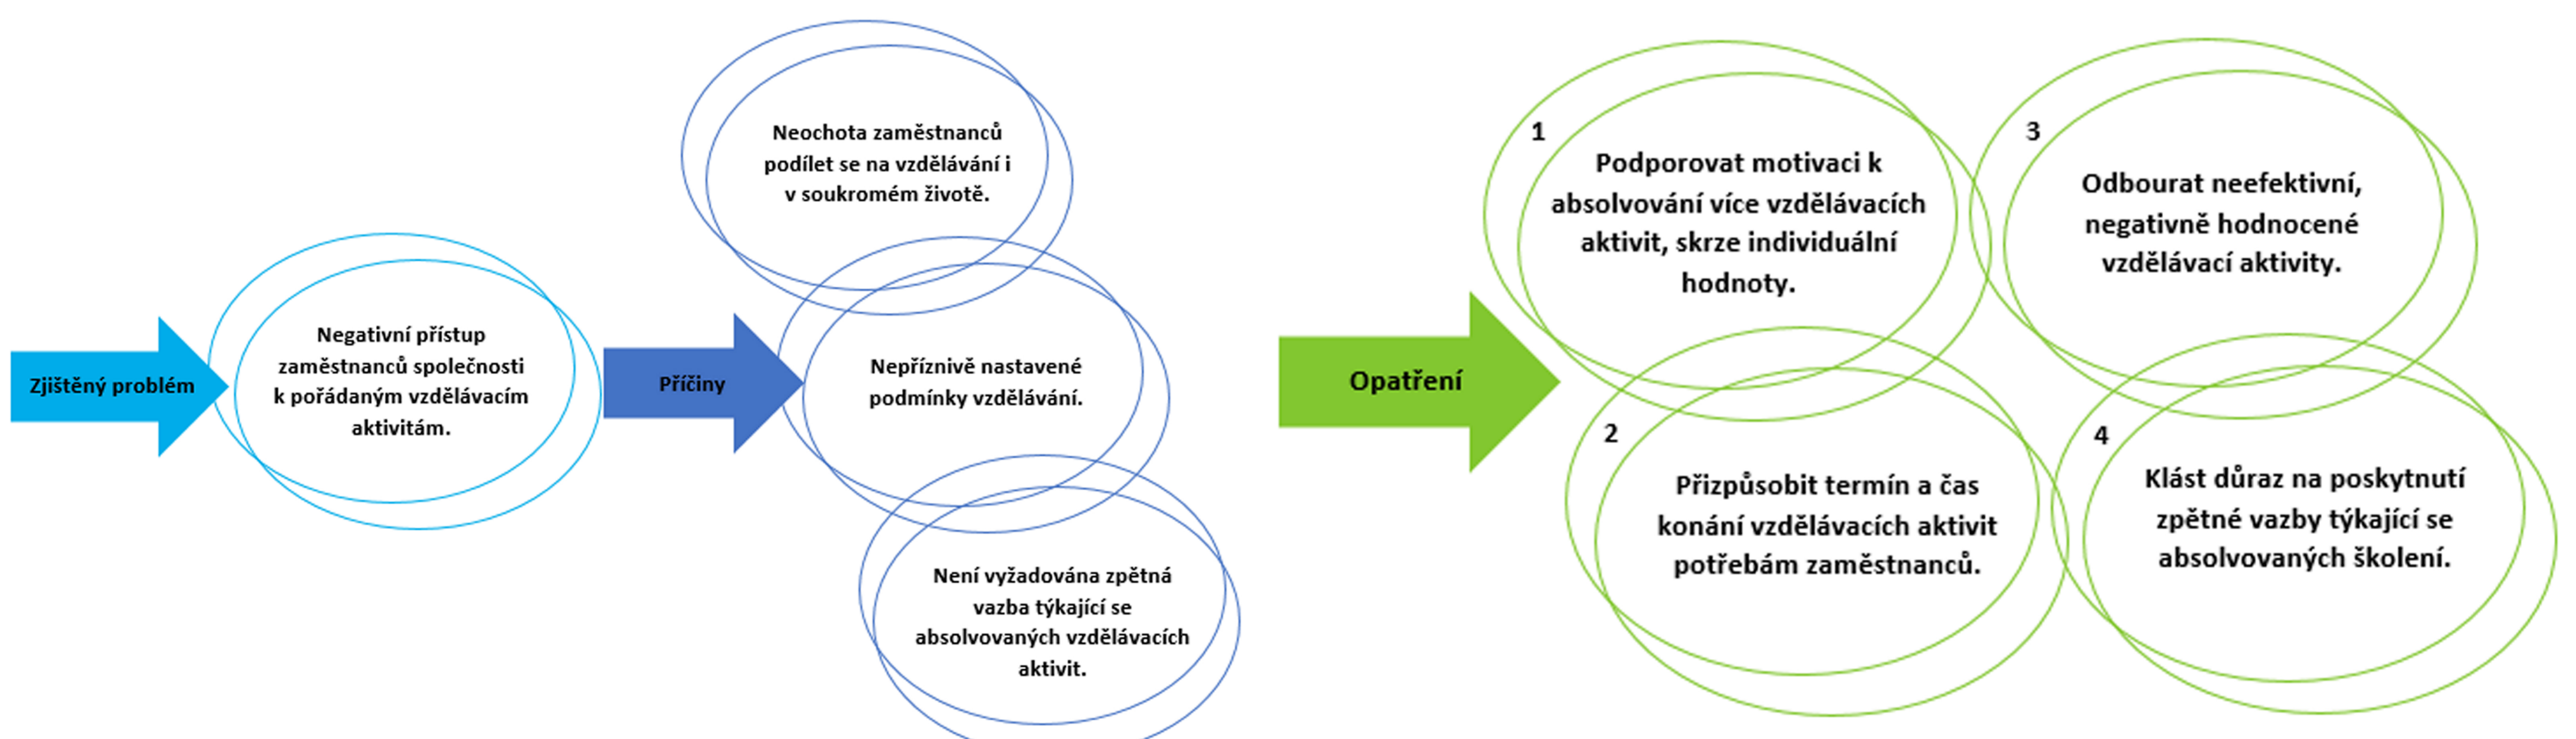 Zjištěný problém
Negativní přístup
zaměstnanců společnosti
k pořádaným vzdělávacím
aktivitám.
Příčiny
Neochota zaměstnanců
podílet se na vzdělávání i
v soukromém životě.
Nepříznivě nastavené
podmínky vzdělávání.
Není vyžadována zpětná
vazba týkající se
absolvovaných vzdělávacích
aktivit.
Opatření
1
Podporovat motivaci k
absolvování více vzdělávacích
aktivit, skrze individuální
hodnoty.
2
Přizpůsobit termín a čas
konání vzdělávacích aktivit
potřebám zaměstnanců.
3
Odbourat neefektivní,
negativně hodnocené
vzdělávací aktivity.
4
Klást důraz na poskytnutí
zpětné vazby týkající se
absolvovaných školení.